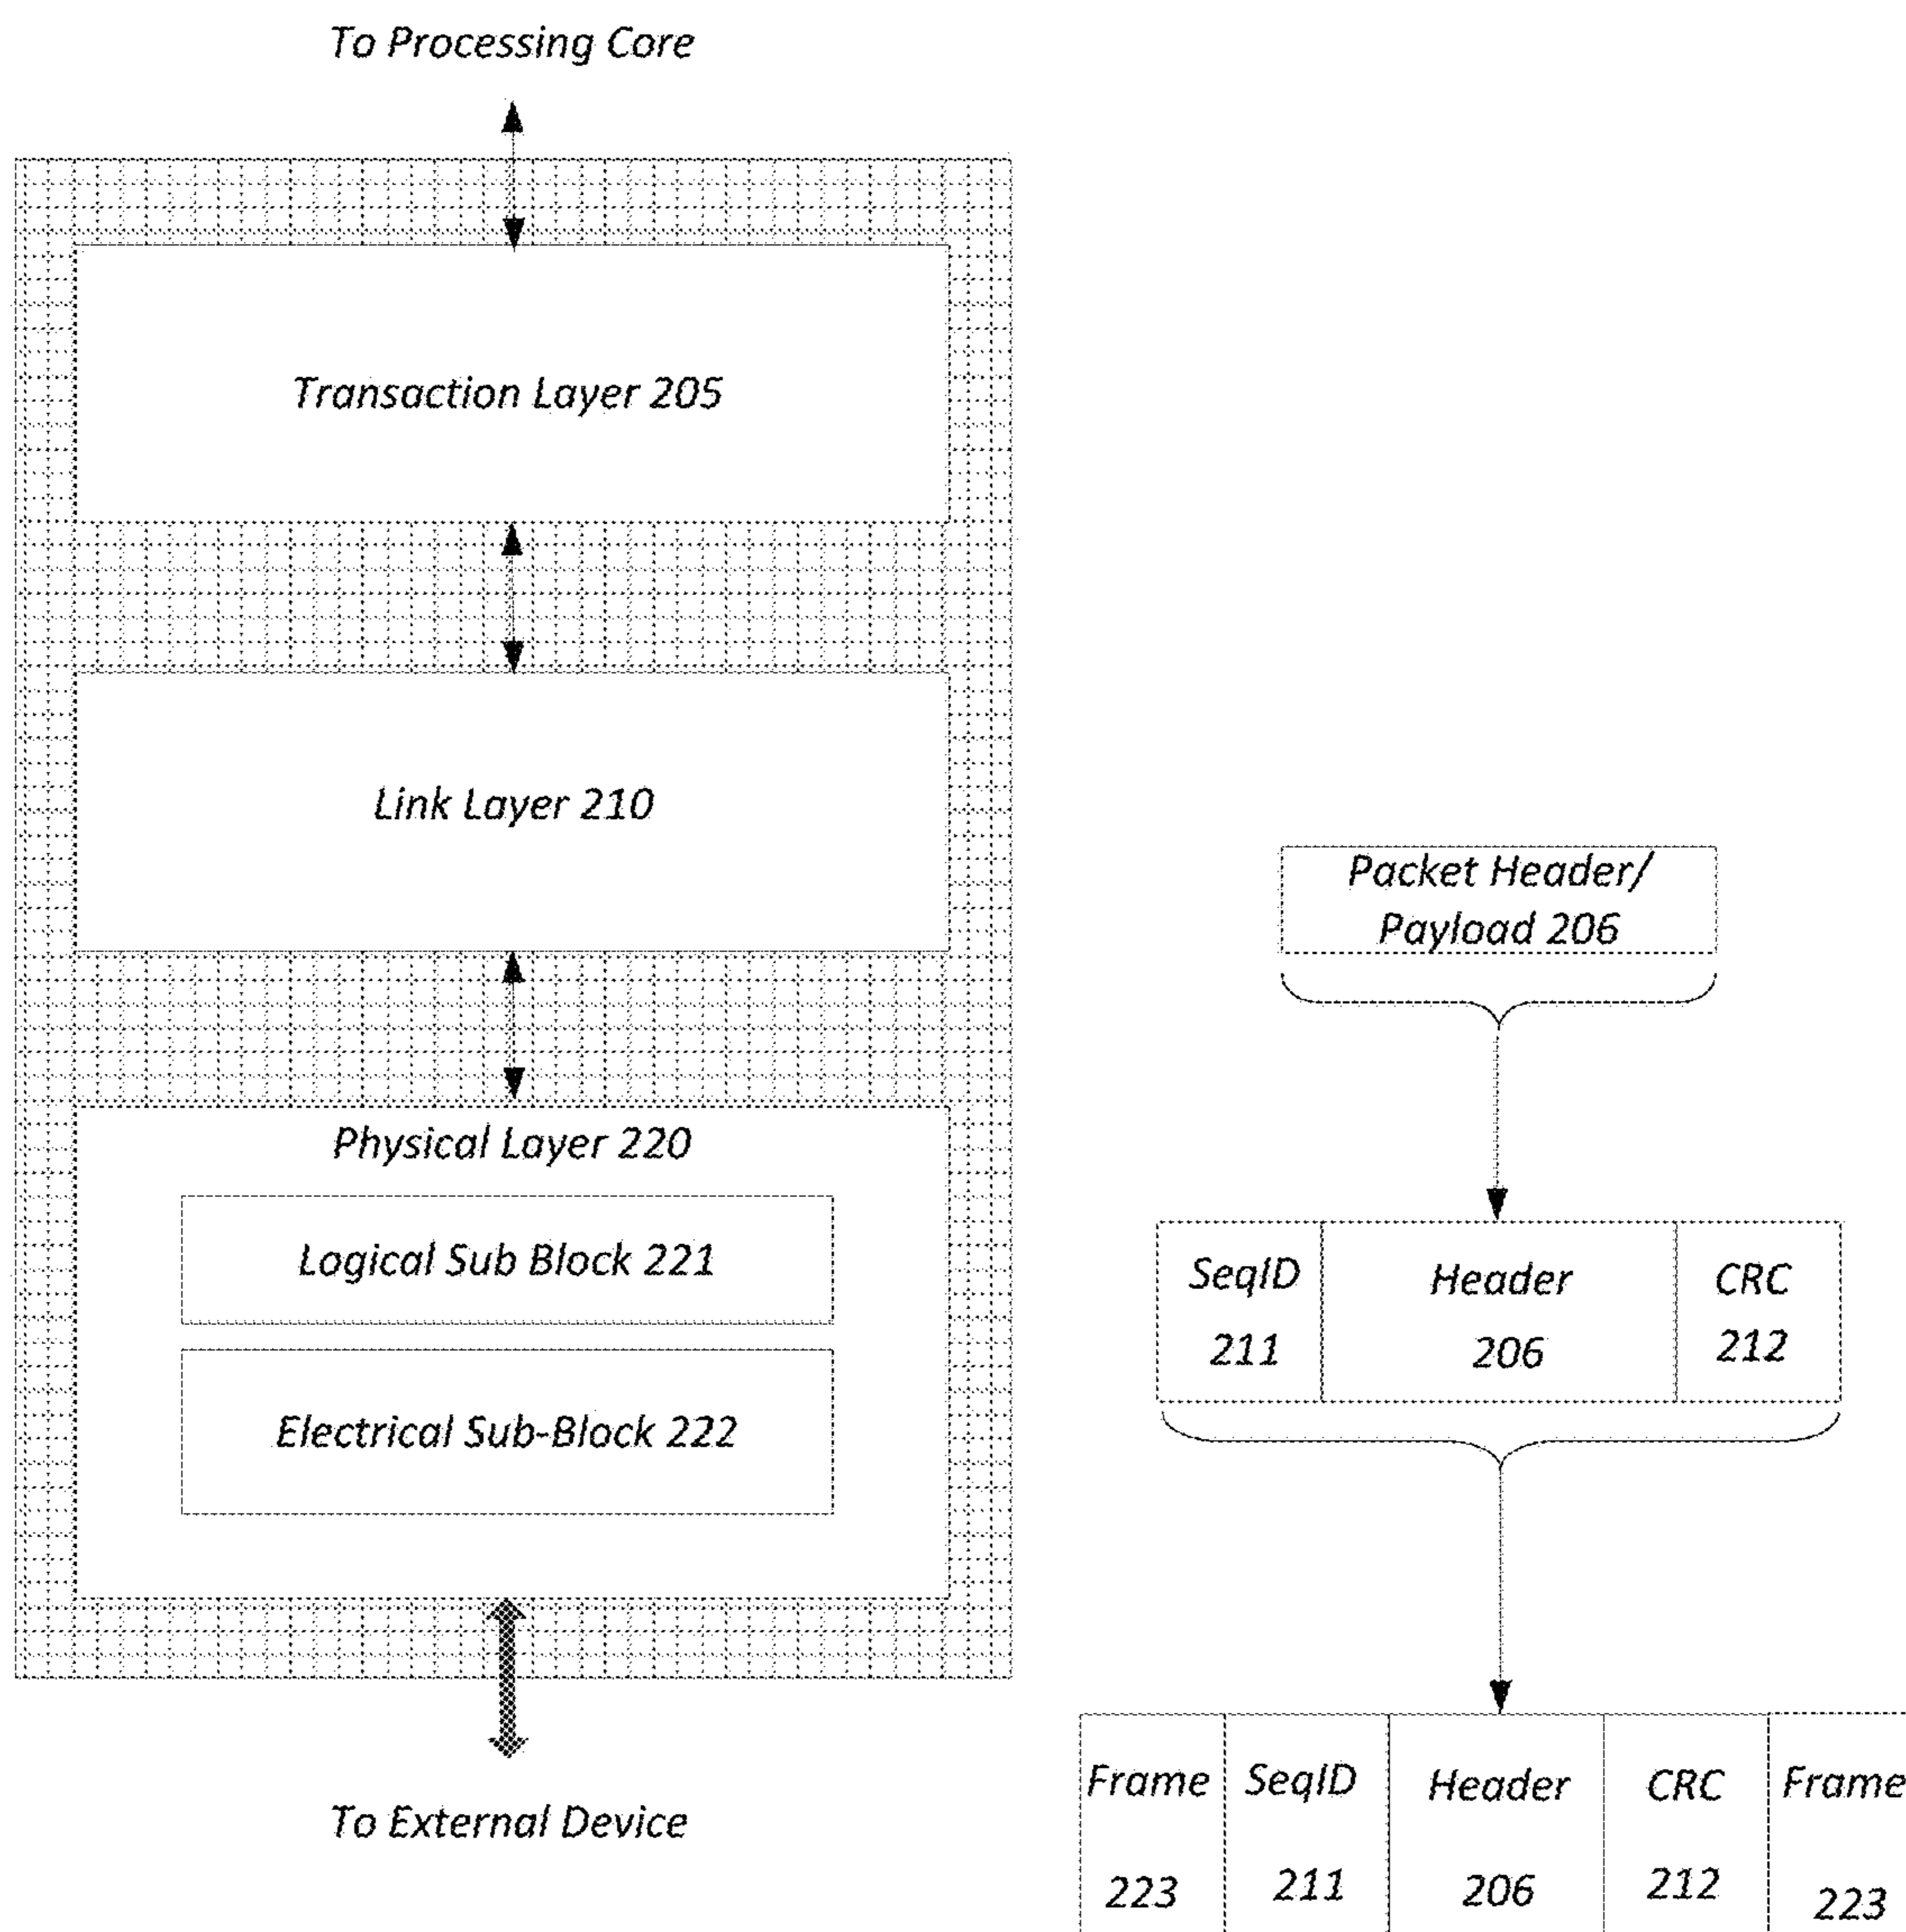 To Processing Core
Transaction Layer 205
Link Layer 210
Physical Layer 220
Logical Sub Block 221
Electrical Sub-Block 222
To External Device
Packet Header/
Payload 206
SeqID
211
Header
206
CRC
212
Frame
223
SeqID
211
Header
206
CRC
212
Frame
223